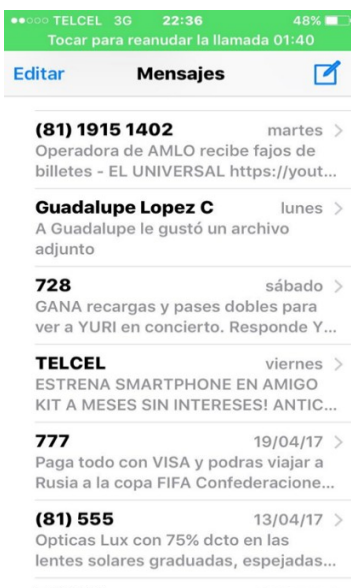 TELCEL 3G 22:36 48%
Tocar para reanudar la llamada 01:40
Editar Mensajes
(81) 1915 1402 martes
Operadora de AMLO recibe fajos de
billetes - EL UNIVERSAL https://yout...
Guadalupe Lopez C lunes
A Guadalupe le gustó un archivo
adjunto
728 sábado
GANA recargas y pases dobles para
ver a YURI en concierto. Responde Y...
TELCEL viernes
ESTRENA SMARTPHONE EN AMIGO
KIT A MESES SIN INTERESES! ANTIC...
777 19/04/17
Paga todo con VISA y podras viajar a
Rusia a la copa FIFA Confederacione...
(81) 555 13/04/17
Opticas Lux con 75% dcto en las
lentes solares graduadas, espejadas...